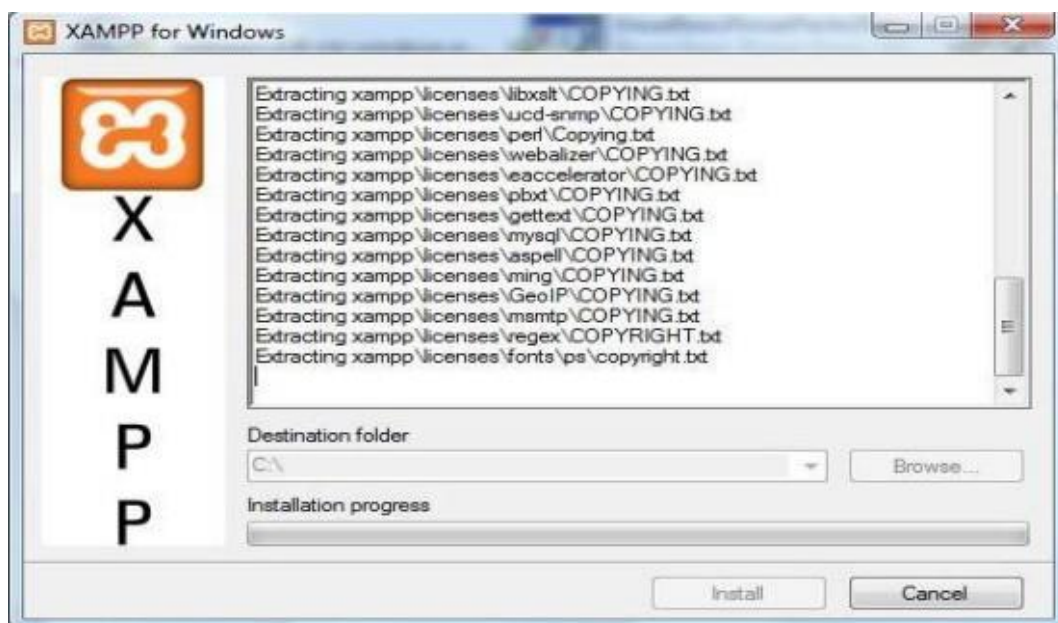 XAMPP for Windows
Extracting xampp\licenses\libxslt\COPYING.txt
Extracting xampp\licenses\ucd-snmp\COPYING.txt
Extracting xampp\licenses\perl\Copying.txt
Extracting xampp\licenses\webalizer\COPYING.txt
Extracting xampp\licenses\eaccelerator\COPYING.txt
Extracting xampp\licenses\pbxt\COPYING.txt
Extracting xampp\licenses\gettext\COPYING.txt
Extracting xampp\licenses\mysql\COPYING.txt
Extracting xampp\licenses\aspell\COPYING.txt
Extracting xampp\licenses\ming\COPYING.txt
Extracting xampp\licenses\GeoIP\COPYING.txt
Extracting xampp\licenses\msmtp\COPYING.txt
Extracting xampp\licenses\regex\COPYRIGHT.txt
Extracting xampp\licenses\fonts\ps\copyright.txt
X
A
M
P
P
Destination folder
C:\
Browse...
Installation progress
Install
Cancel